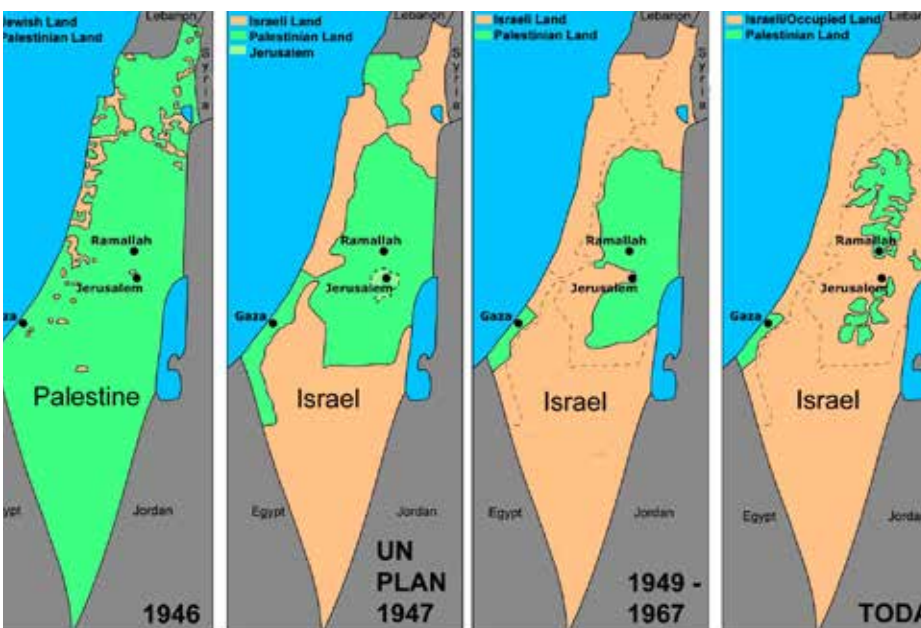 Jewish Land
Palestinian Land
Lebanon
Syria
Ramallah
Jerusalem
Palestine
Jordan
1946
Israeli Land
Palestinian Land
Jerusalem
Lebanon
Syria
Ramallah
Jerusalem
Gaza
Israel
Egypt
Jordan
UN
PLAN
1947
Israeli Land
Palestinian Land
Lebanon
Syria
Ramallah
Jerusalem
Gaza
Israel
Egypt
Jordan
1949 -
1967
Israeli/Occupied Land
Palestinian Land
Ramallah
Jerusalem
Gaza
Israel
Egypt